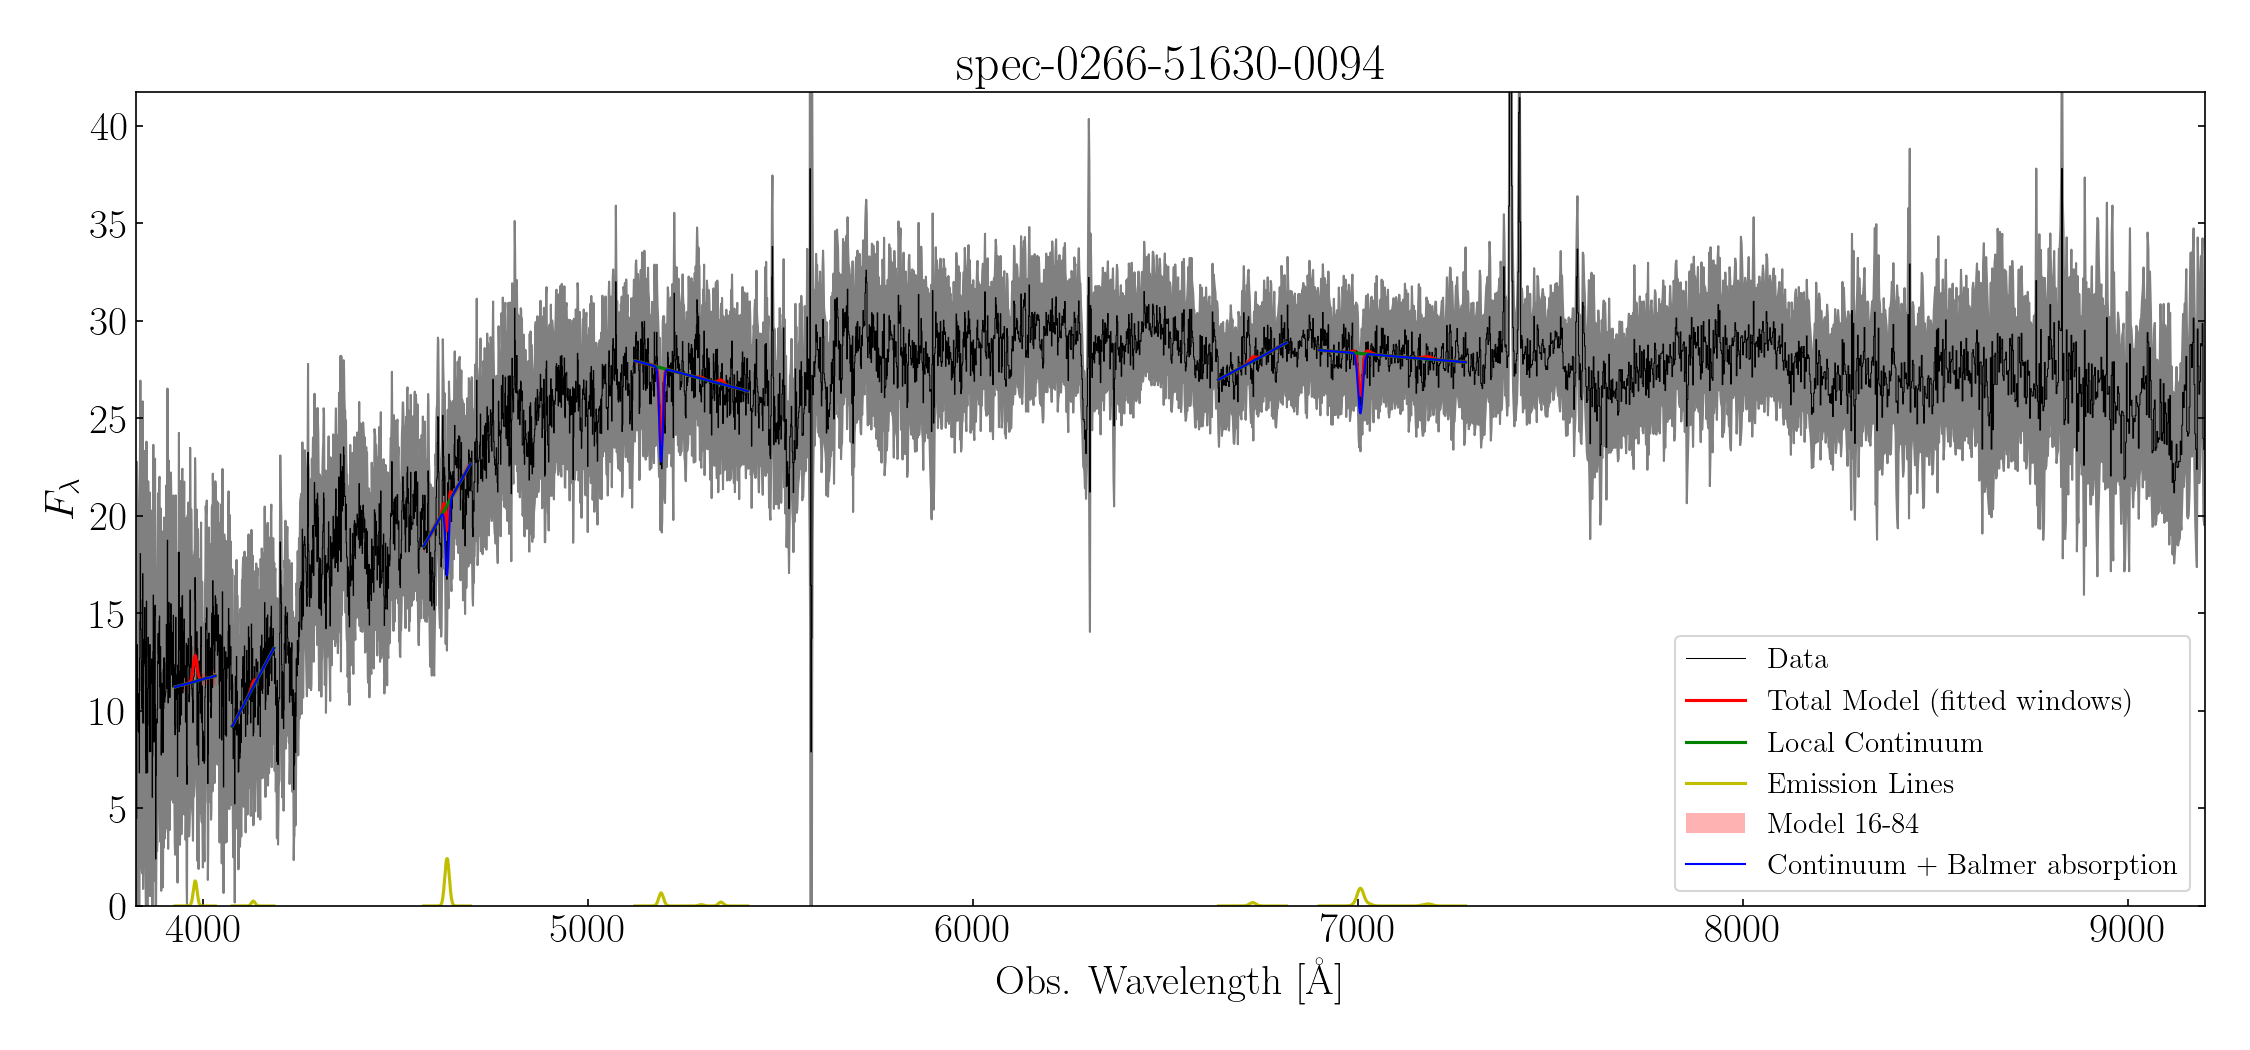 spec-0266-51630-0094
40
35
30
25
20
15
10
5
0
F_λ
4000 5000 6000 7000 8000 9000
Obs. Wavelength [Å]
Data
Total Model (fitted windows)
Local Continuum
Emission Lines
Model 16-84
Continuum + Balmer absorption